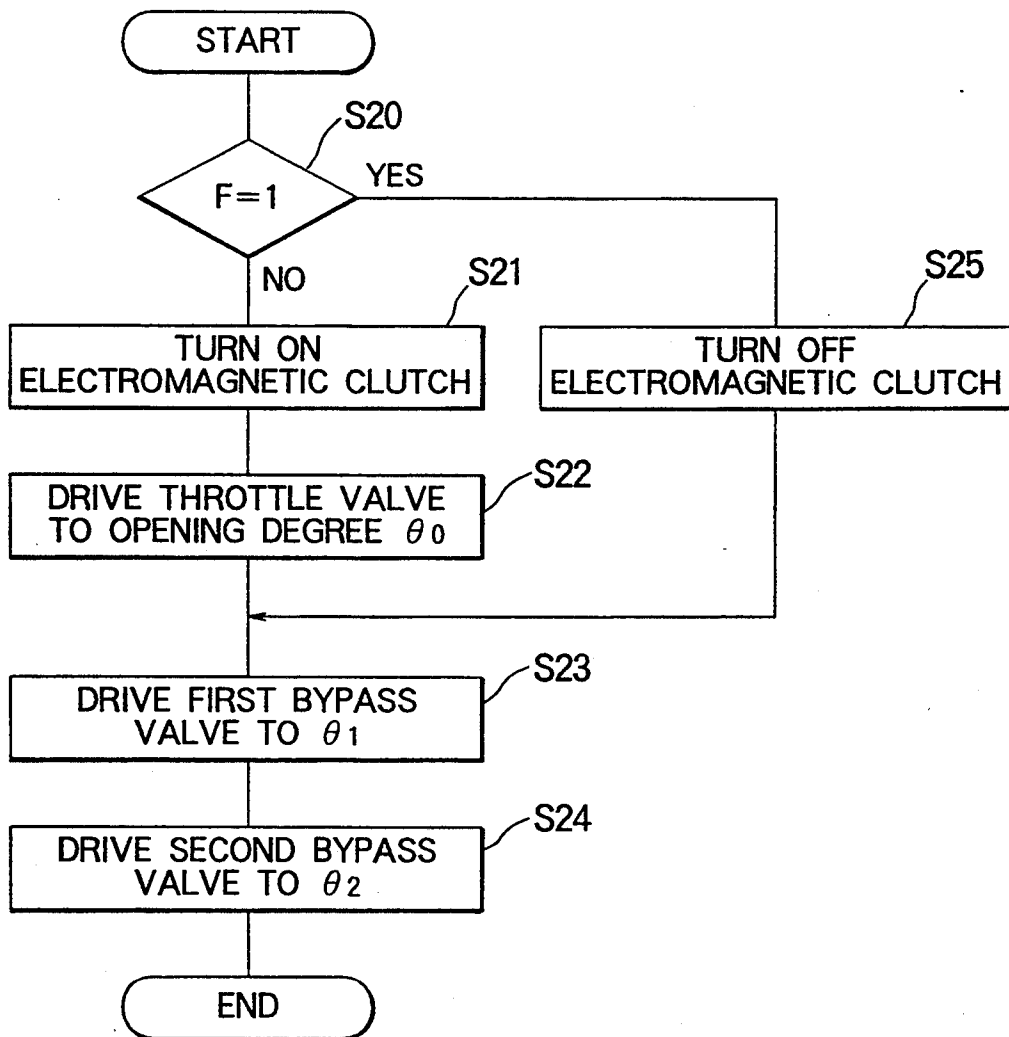 START
S20
F=1
YES
NO
S21
TURN ON
ELECTROMAGNETIC CLUTCH
S25
TURN OFF
ELECTROMAGNETIC CLUTCH
S22
DRIVE THROTTLE VALVE
TO OPENING DEGREE θ0
S23
DRIVE FIRST BYPASS
VALVE TO θ1
S24
DRIVE SECOND BYPASS
VALVE TO θ2
END